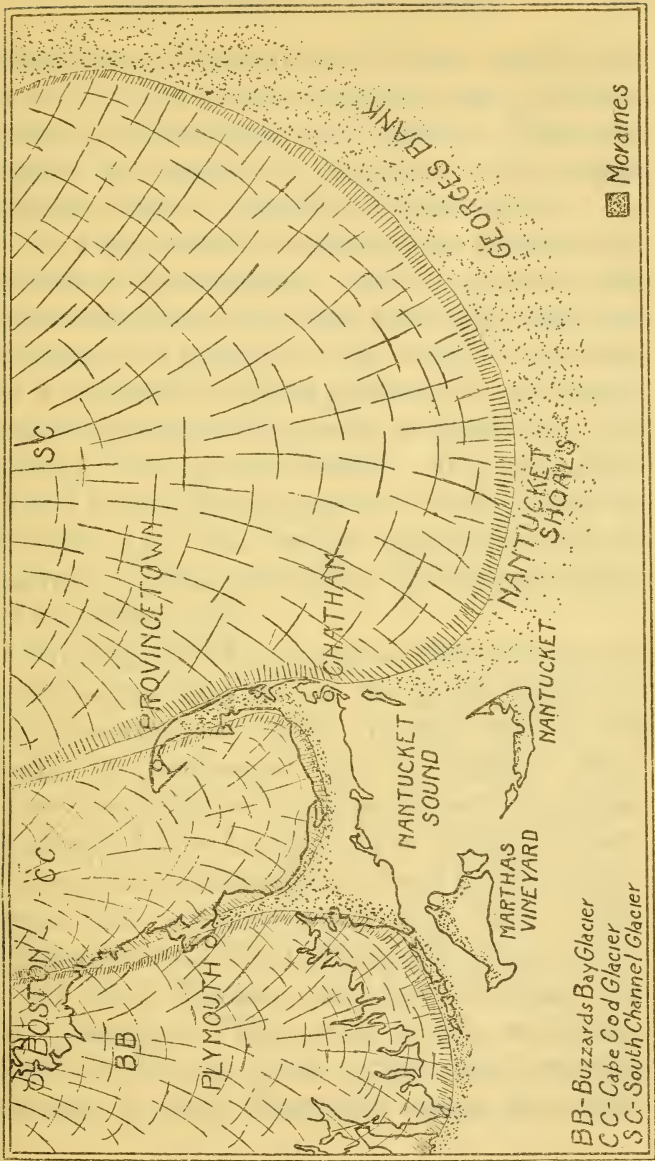 BOSTON
CC
SC
BB
PLYMOUTH
PROVINCETOWN
CHATHAM
GEORGES BANK
NANTUCKET
SHOALS
NANTUCKET
SOUND
NANTUCKET
MARTHAS
VINEYARD
BB-Buzzards Bay Glacier
CC-Cape Cod Glacier
SC-South Channel Glacier
Moraines